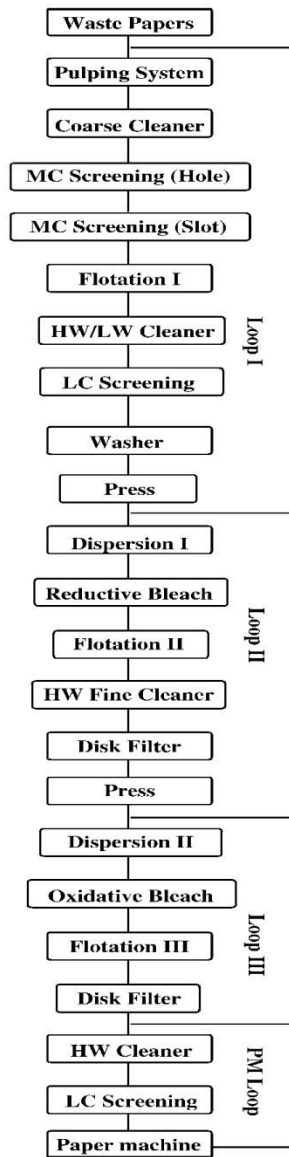 Waste Papers
Pulping System
Coarse Cleaner
MC Screening (Hole)
MC Screening (Slot)
Flotation I
HW/LW Cleaner
LC Screening
Washer
Press
Loop I
Dispersion I
Reductive Bleach
Flotation II
HW Fine Cleaner
Disk Filter
Press
Loop II
Dispersion II
Oxidative Bleach
Flotation III
Disk Filter
Loop III
HW Cleaner
LC Screening
Paper machine
PM Loop